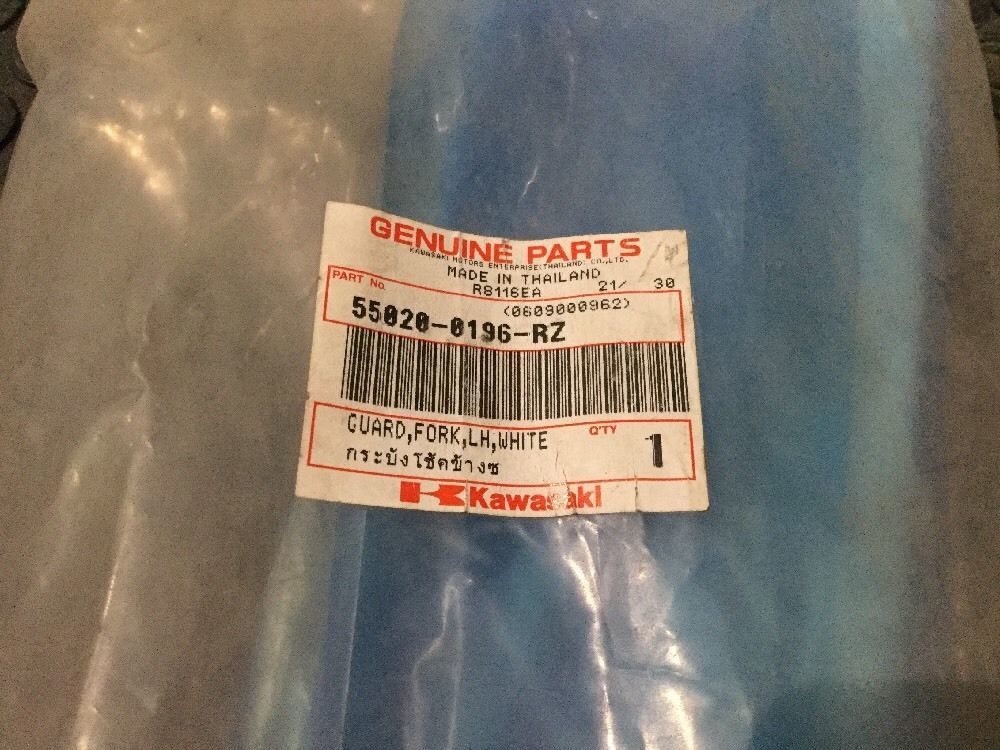 GENUINE PARTS
KAWASAKI MOTORS ENTERPRISE(THAILAND) CO.,LTD.
MADE IN THAILAND
R8116EA 21/ 30
PART No. (0609000962)
55020-0196-RZ
GUARD,FORK,LH,WHITE Q'TY 1
กระบังโช้คข้างซ
Kawasaki